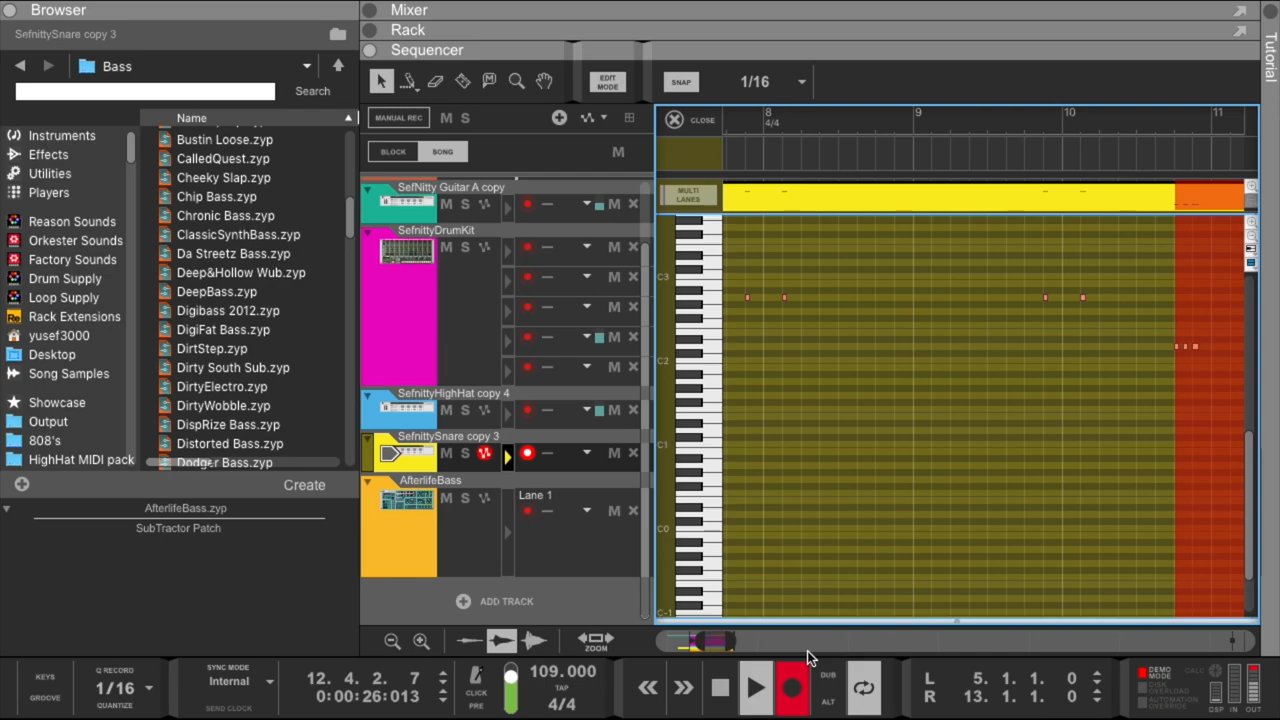 Browser
SefnittySnare copy 3
Bass
Search
Name
Instruments
Effects
Utilities
Players
Reason Sounds
Orkester Sounds
Factory Sounds
Drum Supply
Loop Supply
Rack Extensions
yusef3000
Desktop
Song Samples
Showcase
Output
808's
HighHat MIDI pack
Bustin Loose.zyp
CalledQuest.zyp
Cheeky Slap.zyp
Chip Bass.zyp
Chronic Bass.zyp
ClassicSynthBass.zyp
Da Streetz Bass.zyp
Deep&Hollow Wub.zyp
DeepBass.zyp
Digibass 2012.zyp
DigiFat Bass.zyp
DirtStep.zyp
Dirty South Sub.zyp
DirtyElectro.zyp
DirtyWobble.zyp
DispRize Bass.zyp
Distorted Bass.zyp
Dodger Bass.zyp
Create
AfterlifeBass.zyp
SubTractor Patch
Mixer
Rack
Sequencer
EDIT MODE
SNAP
1/16
MANUAL REC
M S
BLOCK
SONG
M
SefNitty Guitar A copy
M S
M
SefnittyDrumKit
M S
M
M
M
M
M
SefnittyHighHat copy 4
M S
M
SefnittySnare copy 3
M S
M
AfterlifeBass
M S
Lane 1
M
ADD TRACK
CLOSE
8
4/4
9
10
11
MULTI LANES
C3
C2
C1
C0
C-1
ZOOM
Tutorial
KEYS
GROOVE
Q RECORD
1/16
QUANTIZE
SYNC MODE
Internal
SEND CLOCK
12. 4. 2. 7
0:00:26:013
CLICK
PRE
109.000
TAP
4/4
DUB
ALT
L 5. 1. 1. 0
R 13. 1. 1. 0
DEMO MODE
DISK OVERLOAD
AUTOMATION OVERRIDE
CALC
DSP IN OUT